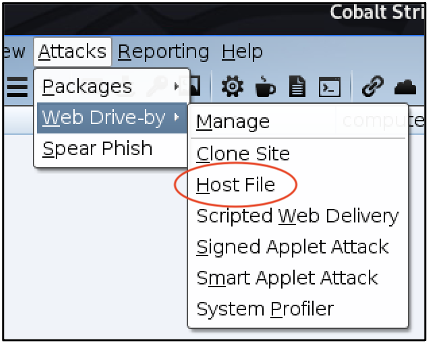 Cobalt Stri
ew Attacks Reporting Help
Packages
Web Drive-by
Spear Phish
Manage
Clone Site
Host File
Scripted Web Delivery
Signed Applet Attack
Smart Applet Attack
System Profiler
compute